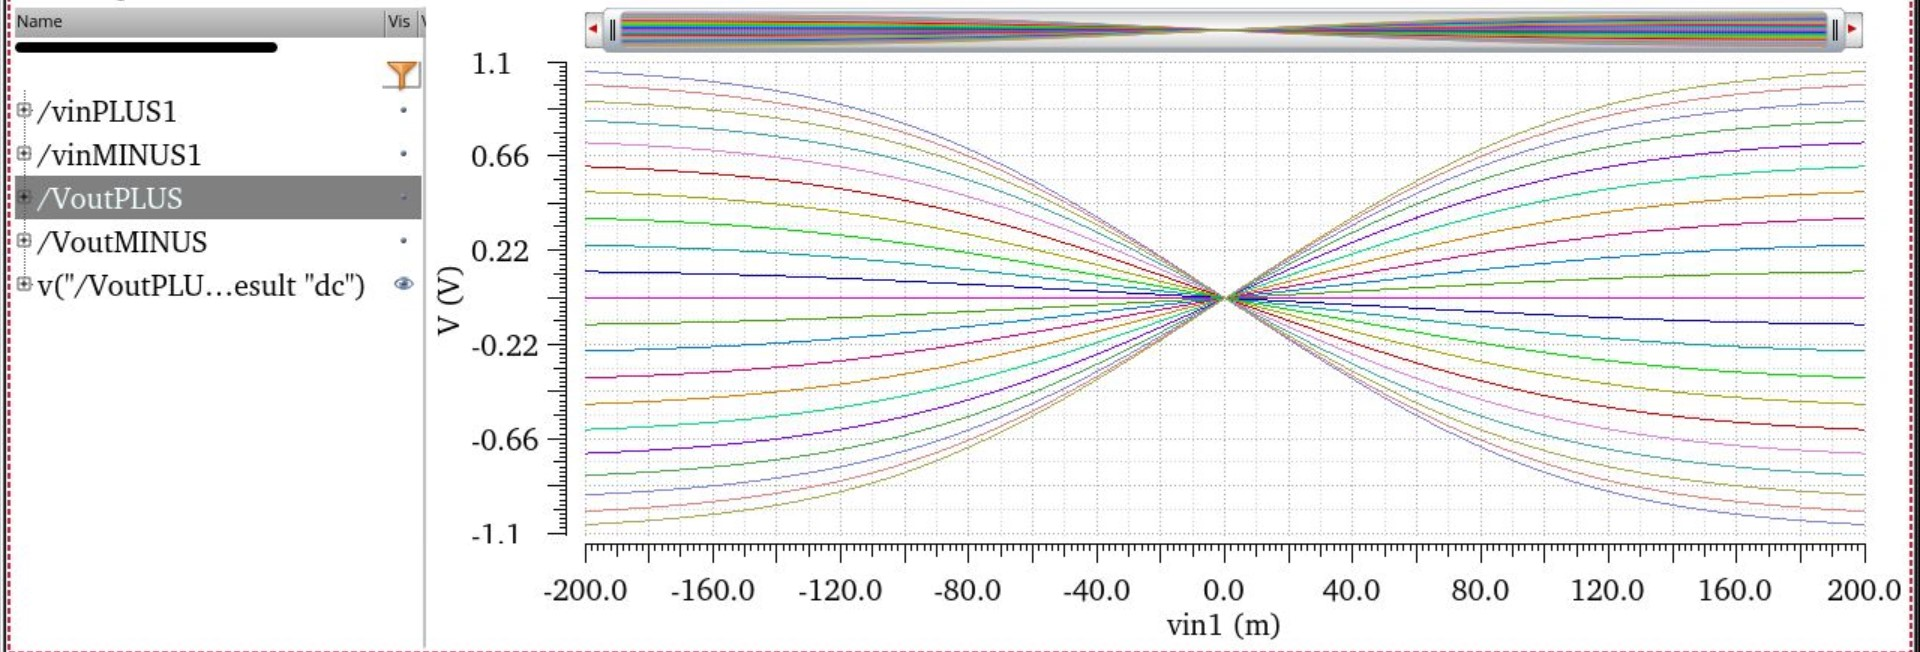 Name Vis
/vinPLUS1
/vinMINUS1
/VoutPLUS
/VoutMINUS
v("/VoutPLU...esult "dc")
1.1
0.66
0.22
-0.22
-0.66
-1.1
V (V)
-200.0 -160.0 -120.0 -80.0 -40.0 0.0 40.0 80.0 120.0 160.0 200.0
vin1 (m)